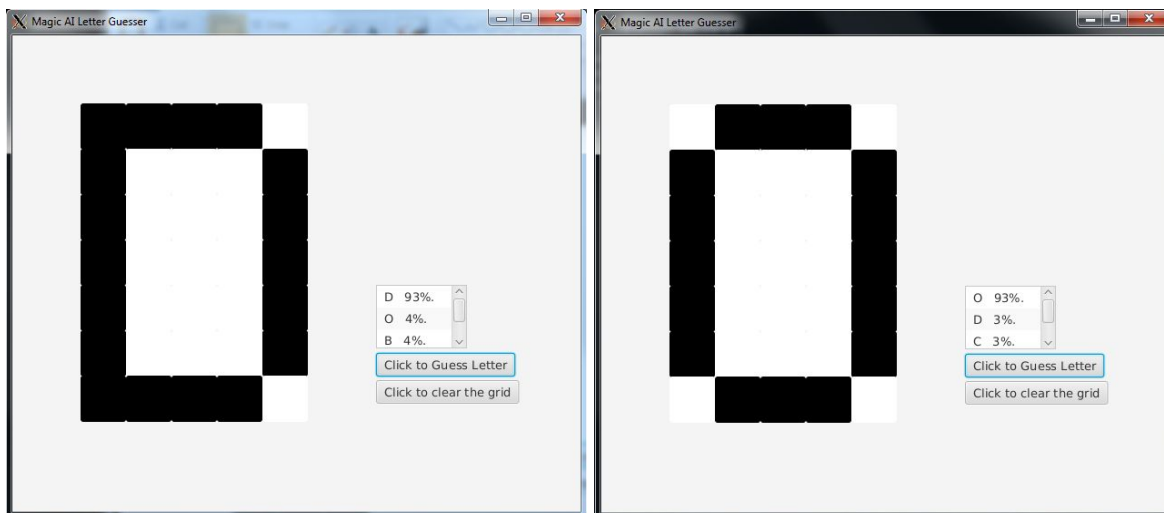 Magic AI Letter Guesser
D 93%.
O 4%.
B 4%.
Click to Guess Letter
Click to clear the grid
Magic AI Letter Guesser
O 93%.
D 3%.
C 3%.
Click to Guess Letter
Click to clear the grid